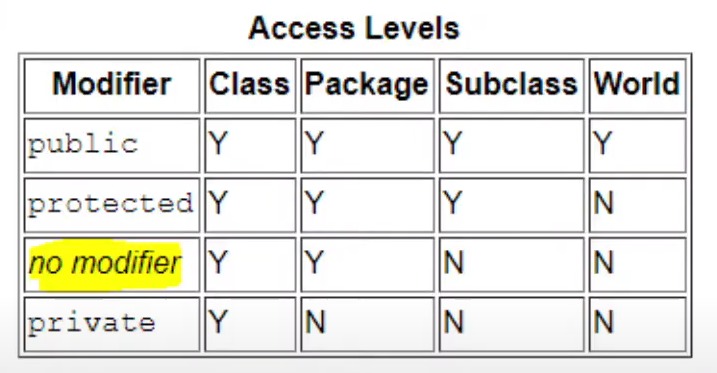 Access Levels
Modifier Class Package Subclass World
public Y Y Y Y
protected Y Y Y N
no modifier Y Y N N
private Y N N N